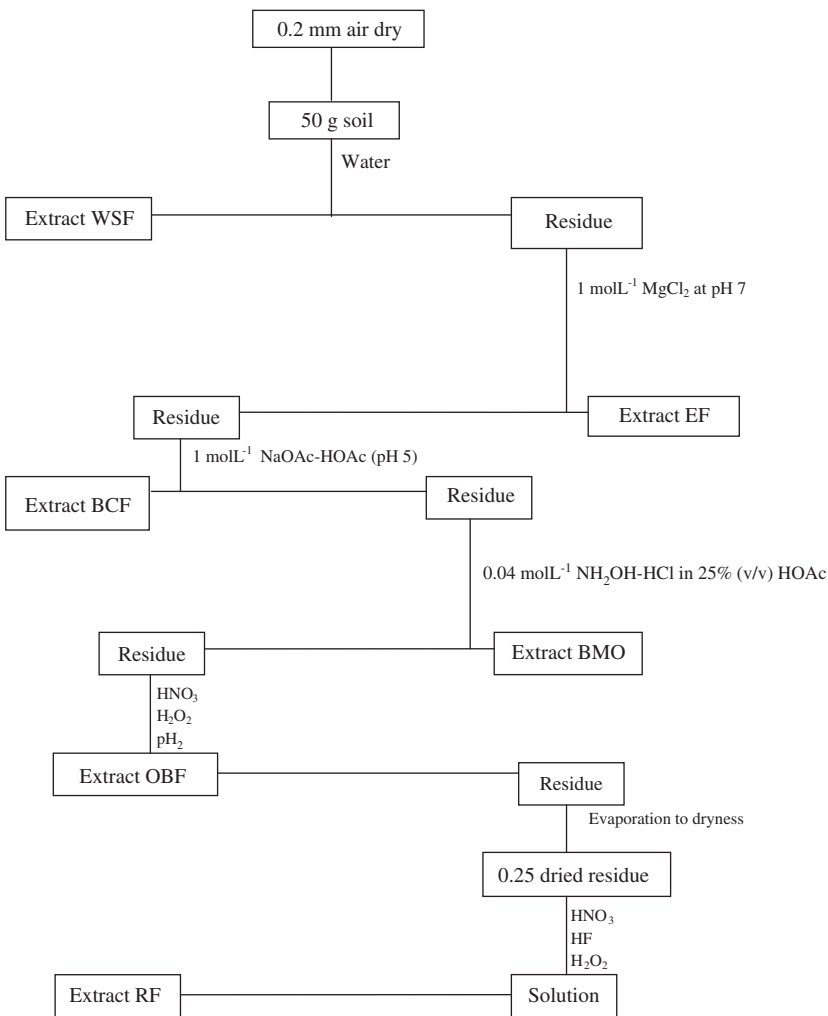 0.2 mm air dry
50 g soil
Water
Extract WSF
Residue
1 molL⁻¹ MgCl₂ at pH 7
Residue
Extract EF
1 molL⁻¹ NaOAc-HOAc (pH 5)
Extract BCF
Residue
0.04 molL⁻¹ NH₂OH-HCl in 25% (v/v) HOAc
Residue
Extract BMO
HNO₃
H₂O₂
pH₂
Extract OBF
Residue
Evaporation to dryness
0.25 dried residue
HNO₃
HF
H₂O₂
Extract RF
Solution